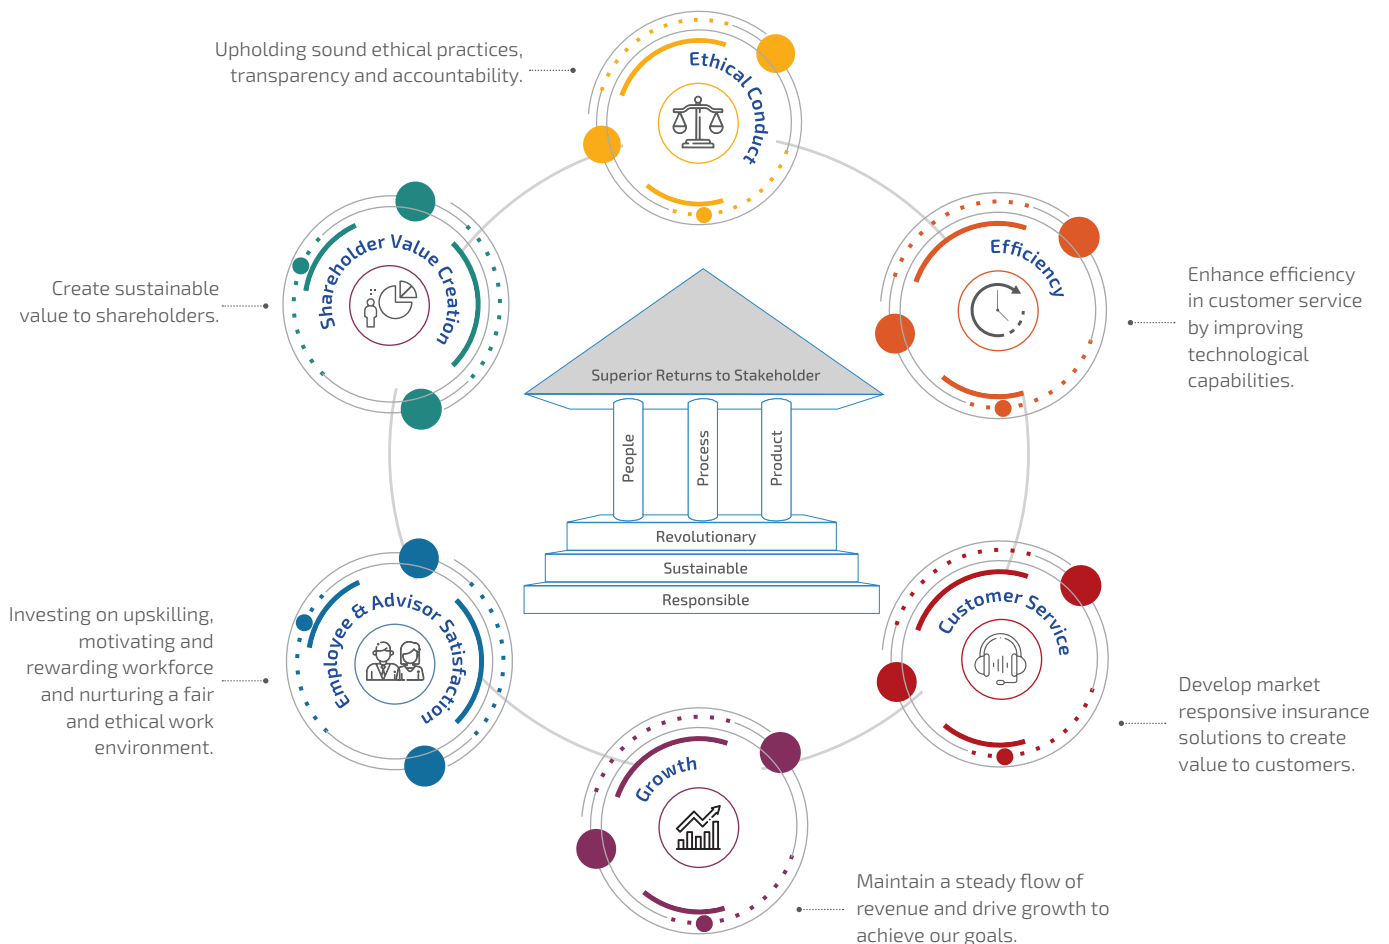 Upholding sound ethical practices,
transparency and accountability.
Ethical Conduct
Shareholder Value Creation
Create sustainable
value to shareholders.
Efficiency
Enhance efficiency
in customer service
by improving
technological
capabilities.
Superior Returns to Stakeholder
People
Process
Product
Revolutionary
Sustainable
Responsible
Employee & Advisor Satisfaction
Investing on upskilling,
motivating and
rewarding workforce
and nurturing a fair
and ethical work
environment.
Customer Service
Develop market
responsive insurance
solutions to create
value to customers.
Growth
Maintain a steady flow of
revenue and drive growth to
achieve our goals.